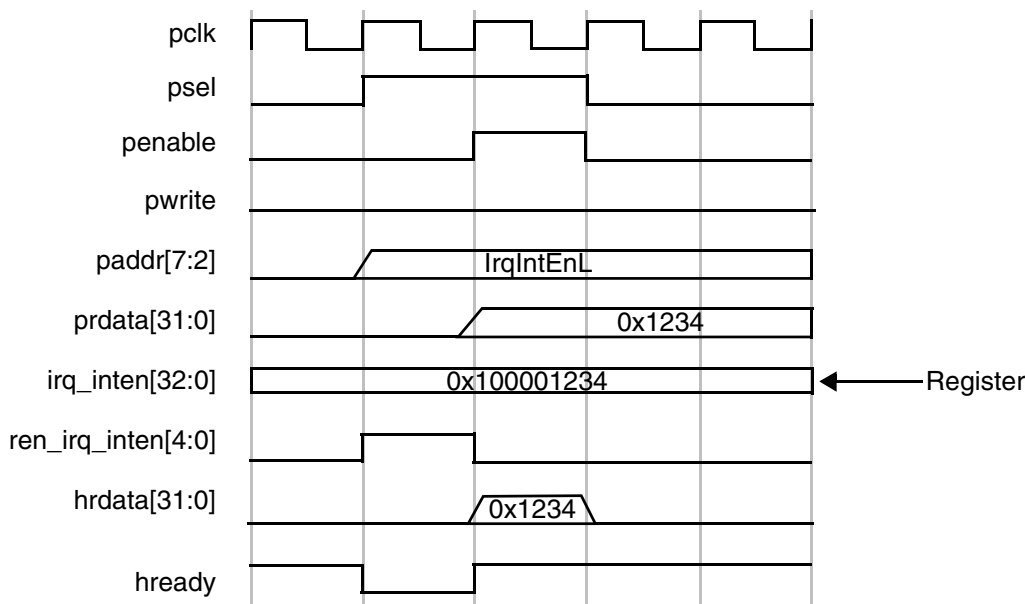 pclk
psel
penable
pwrite
paddr[7:2] IrqIntEnL
prdata[31:0] 0x1234
irq_inten[32:0] 0x100001234 Register
ren_irq_inten[4:0]
hrdata[31:0] 0x1234
hready